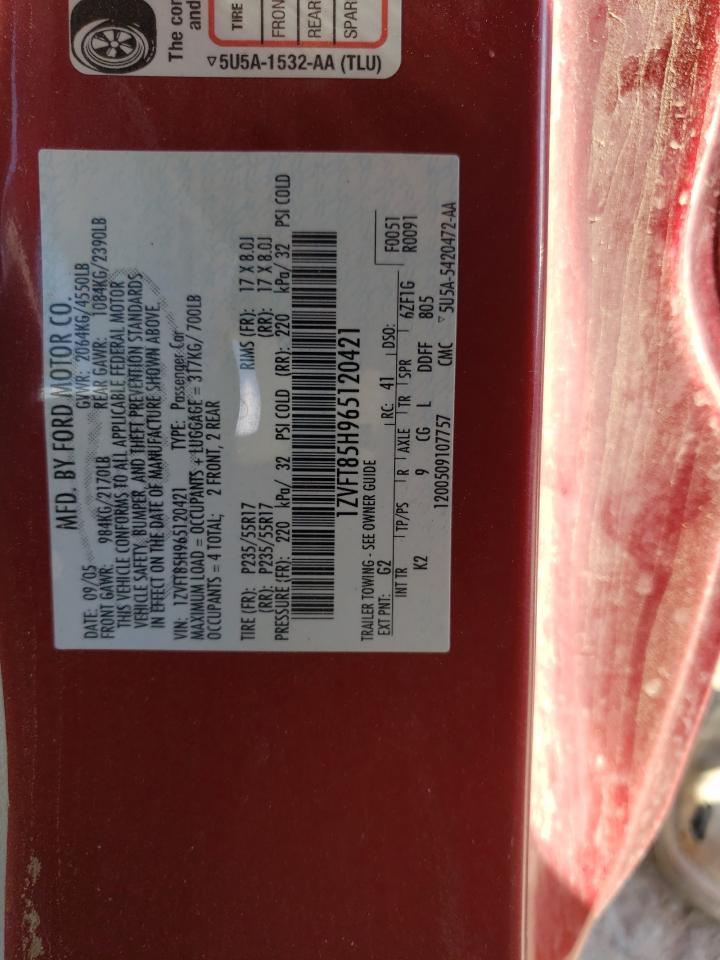 The cor
and
TIRE
FRON
REAR
SPAR
▽5U5A-1532-AA (TLU)
MFD. BY FORD MOTOR CO.
DATE: 09/05 GVWR: 2064KG/4550LB
FRONT GAWR: 984KG/2170LB REAR GAWR: 1084KG/2390LB
THIS VEHICLE CONFORMS TO ALL APPLICABLE FEDERAL MOTOR
VEHICLE SAFETY, BUMPER, AND THEFT PREVENTION STANDARDS
IN EFFECT ON THE DATE OF MANUFACTURE SHOWN ABOVE.
VIN: 1ZVFT85H965120421 TYPE: Passenger Car
MAXIMUM LOAD = OCCUPANTS + LUGGAGE = 317KG/ 700LB
OCCUPANTS = 4 TOTAL; 2 FRONT, 2 REAR
TIRE (FR): P235/55R17 RIMS (FR): 17 X 8.0J
(RR): P235/55R17 (RR): 17 X 8.0J
PRESSURE (FR): 220 kPa/ 32 PSI COLD (RR): 220 kPa/ 32 PSI COLD
1ZVFT85H965120421
TRAILER TOWING - SEE OWNER GUIDE
EXT PNT: G2 RC: 41 DSO: F0051
R0091
INT TR TP/PS R AXLE TR SPR 6ZF1G
K2 9 CG L DDFF 805
1200509107757 CMC ▽5U5A-5420472-AA